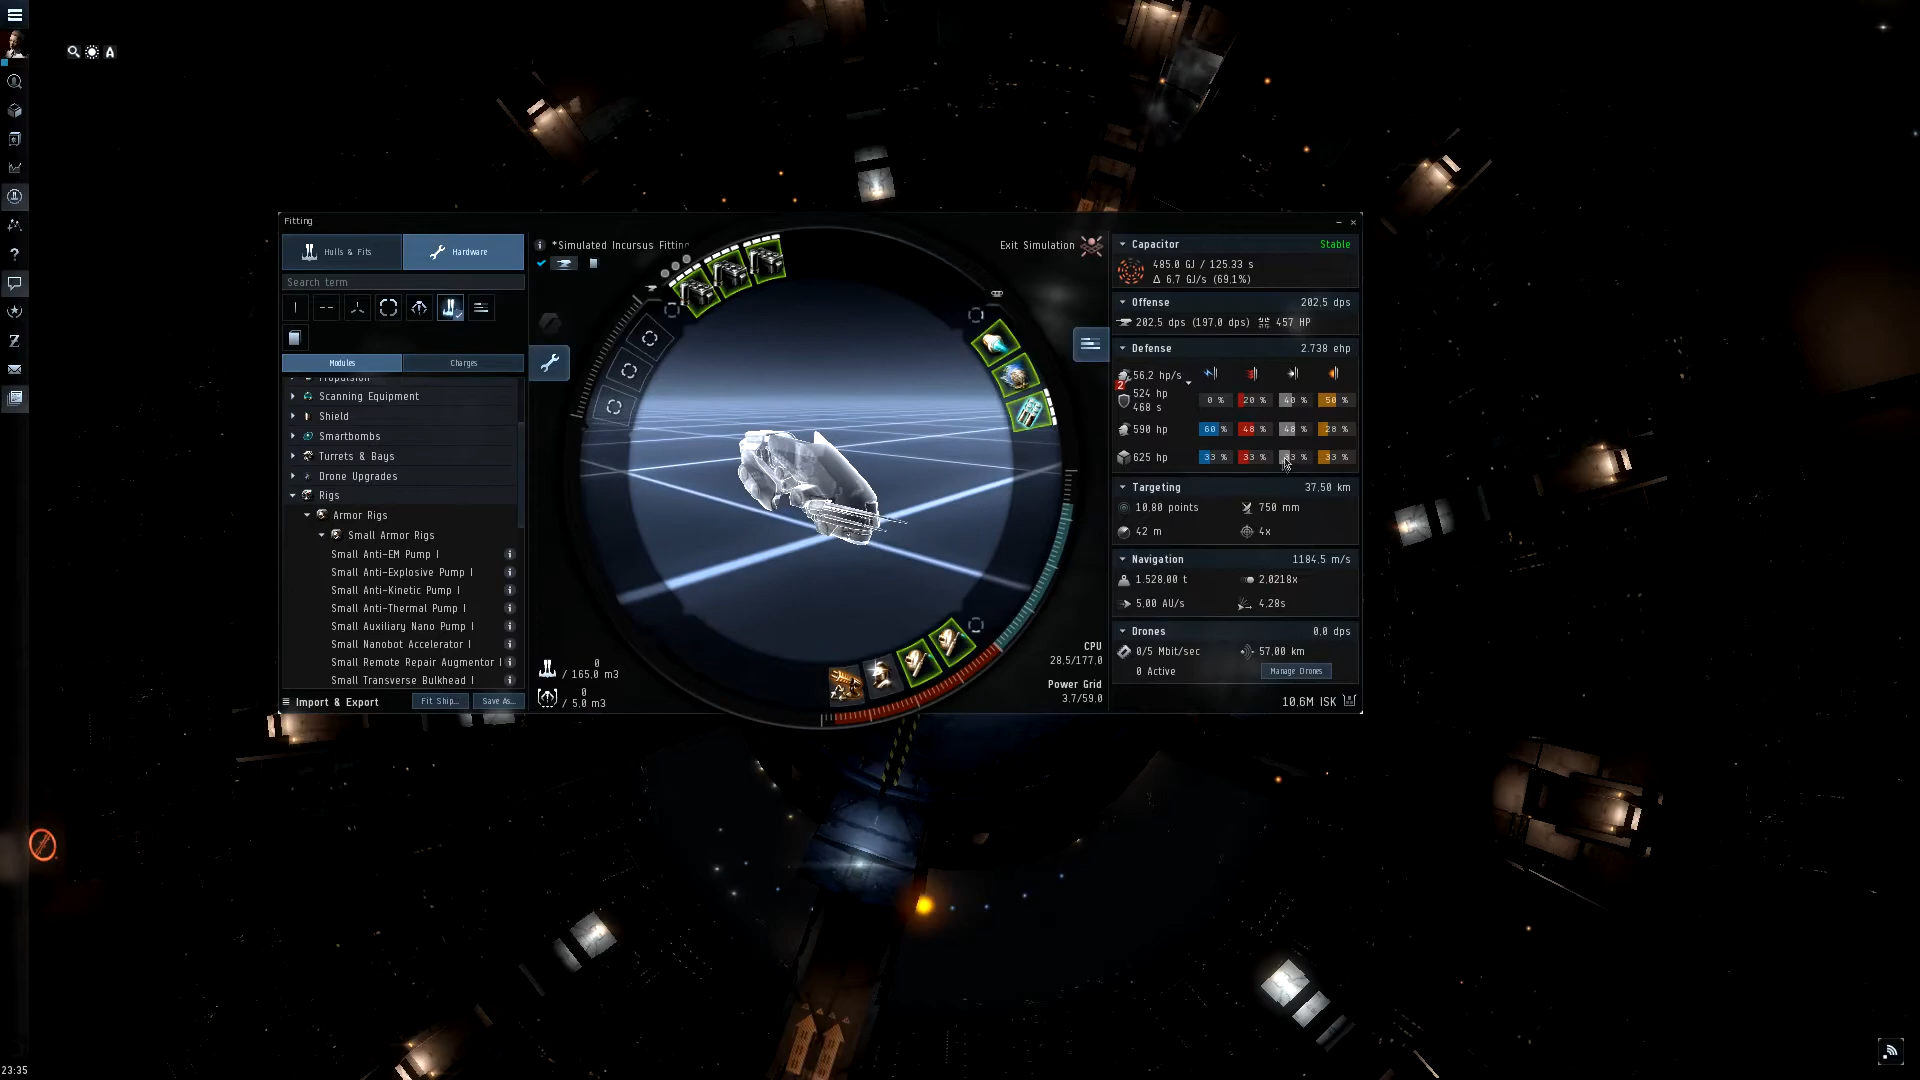 A
Fitting
Hulls & Fits
Hardware
Search term
Modules
Charges
Propulsion
Scanning Equipment
Shield
Smartbombs
Turrets & Bays
Drone Upgrades
Rigs
Armor Rigs
Small Armor Rigs
Small Anti-EM Pump I
Small Anti-Explosive Pump I
Small Anti-Kinetic Pump I
Small Anti-Thermal Pump I
Small Auxiliary Nano Pump I
Small Nanobot Accelerator I
Small Remote Repair Augmentor I
Small Transverse Bulkhead I
Import & Export
Fit Ship...
Save As...
*Simulated Incursus Fitting
Exit Simulation
0
/ 165,0 m3
0
/ 5,0 m3
CPU
28,5/177,0
Power Grid
3,7/59,0
Capacitor
Stable
485,0 GJ / 125,33 s
Δ 6,7 GJ/s (69,1%)
Offense
202,5 dps
202,5 dps (197,0 dps)
457 HP
Defense
2.738 ehp
56,2 hp/s
2
524 hp
468 s
0 %
20 %
40 %
50 %
590 hp
60 %
48 %
48 %
28 %
625 hp
33 %
33 %
33 %
33 %
Targeting
37,50 km
10,80 points
750 mm
42 m
4x
Navigation
1184,5 m/s
1.528,00 t
2,0218x
5,00 AU/s
4,28s
Drones
0,0 dps
0/5 Mbit/sec
57,00 km
0 Active
Manage Drones
10,6M ISK
23:35